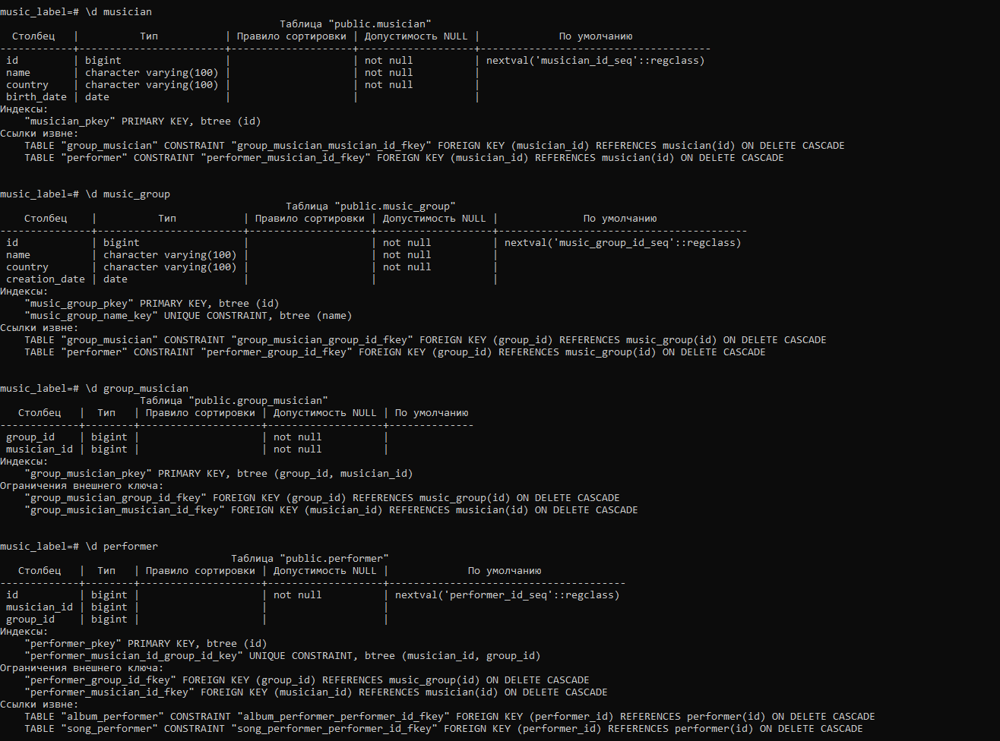 music_label=# \d musician
                                              Таблица "public.musician"
  Столбец   |          Тип           | Правило сортировки | Допустимость NULL |             По умолчанию
------------+------------------------+--------------------+-------------------+--------------------------------------
 id         | bigint                 |                    | not null          | nextval('musician_id_seq'::regclass)
 name       | character varying(100) |                    | not null          |
 country    | character varying(100) |                    | not null          |
 birth_date | date                   |                    |                   |
Индексы:
    "musician_pkey" PRIMARY KEY, btree (id)
Ссылки извне:
    TABLE "group_musician" CONSTRAINT "group_musician_musician_id_fkey" FOREIGN KEY (musician_id) REFERENCES musician(id) ON DELETE CASCADE
    TABLE "performer" CONSTRAINT "performer_musician_id_fkey" FOREIGN KEY (musician_id) REFERENCES musician(id) ON DELETE CASCADE
music_label=# \d music_group
                                               Таблица "public.music_group"
    Столбец    |          Тип           | Правило сортировки | Допустимость NULL |              По умолчанию
---------------+------------------------+--------------------+-------------------+-----------------------------------------
 id            | bigint                 |                    | not null          | nextval('music_group_id_seq'::regclass)
 name          | character varying(100) |                    | not null          |
 country       | character varying(100) |                    | not null          |
 creation_date | date                   |                    |                   |
Индексы:
    "music_group_pkey" PRIMARY KEY, btree (id)
    "music_group_name_key" UNIQUE CONSTRAINT, btree (name)
Ссылки извне:
    TABLE "group_musician" CONSTRAINT "group_musician_group_id_fkey" FOREIGN KEY (group_id) REFERENCES music_group(id) ON DELETE CASCADE
    TABLE "performer" CONSTRAINT "performer_group_id_fkey" FOREIGN KEY (group_id) REFERENCES music_group(id) ON DELETE CASCADE
music_label=# \d group_musician
                       Таблица "public.group_musician"
   Столбец   |  Тип   | Правило сортировки | Допустимость NULL | По умолчанию
-------------+--------+--------------------+-------------------+--------------
 group_id    | bigint |                    | not null          |
 musician_id | bigint |                    | not null          |
Индексы:
    "group_musician_pkey" PRIMARY KEY, btree (group_id, musician_id)
Ограничения внешнего ключа:
    "group_musician_group_id_fkey" FOREIGN KEY (group_id) REFERENCES music_group(id) ON DELETE CASCADE
    "group_musician_musician_id_fkey" FOREIGN KEY (musician_id) REFERENCES musician(id) ON DELETE CASCADE
music_label=# \d performer
                                      Таблица "public.performer"
   Столбец   |  Тип   | Правило сортировки | Допустимость NULL |             По умолчанию
-------------+--------+--------------------+-------------------+---------------------------------------
 id          | bigint |                    | not null          | nextval('performer_id_seq'::regclass)
 musician_id | bigint |                    |                   |
 group_id    | bigint |                    |                   |
Индексы:
    "performer_pkey" PRIMARY KEY, btree (id)
    "performer_musician_id_group_id_key" UNIQUE CONSTRAINT, btree (musician_id, group_id)
Ограничения внешнего ключа:
    "performer_group_id_fkey" FOREIGN KEY (group_id) REFERENCES music_group(id) ON DELETE CASCADE
    "performer_musician_id_fkey" FOREIGN KEY (musician_id) REFERENCES musician(id) ON DELETE CASCADE
Ссылки извне:
    TABLE "album_performer" CONSTRAINT "album_performer_performer_id_fkey" FOREIGN KEY (performer_id) REFERENCES performer(id) ON DELETE CASCADE
    TABLE "song_performer" CONSTRAINT "song_performer_performer_id_fkey" FOREIGN KEY (performer_id) REFERENCES performer(id) ON DELETE CASCADE